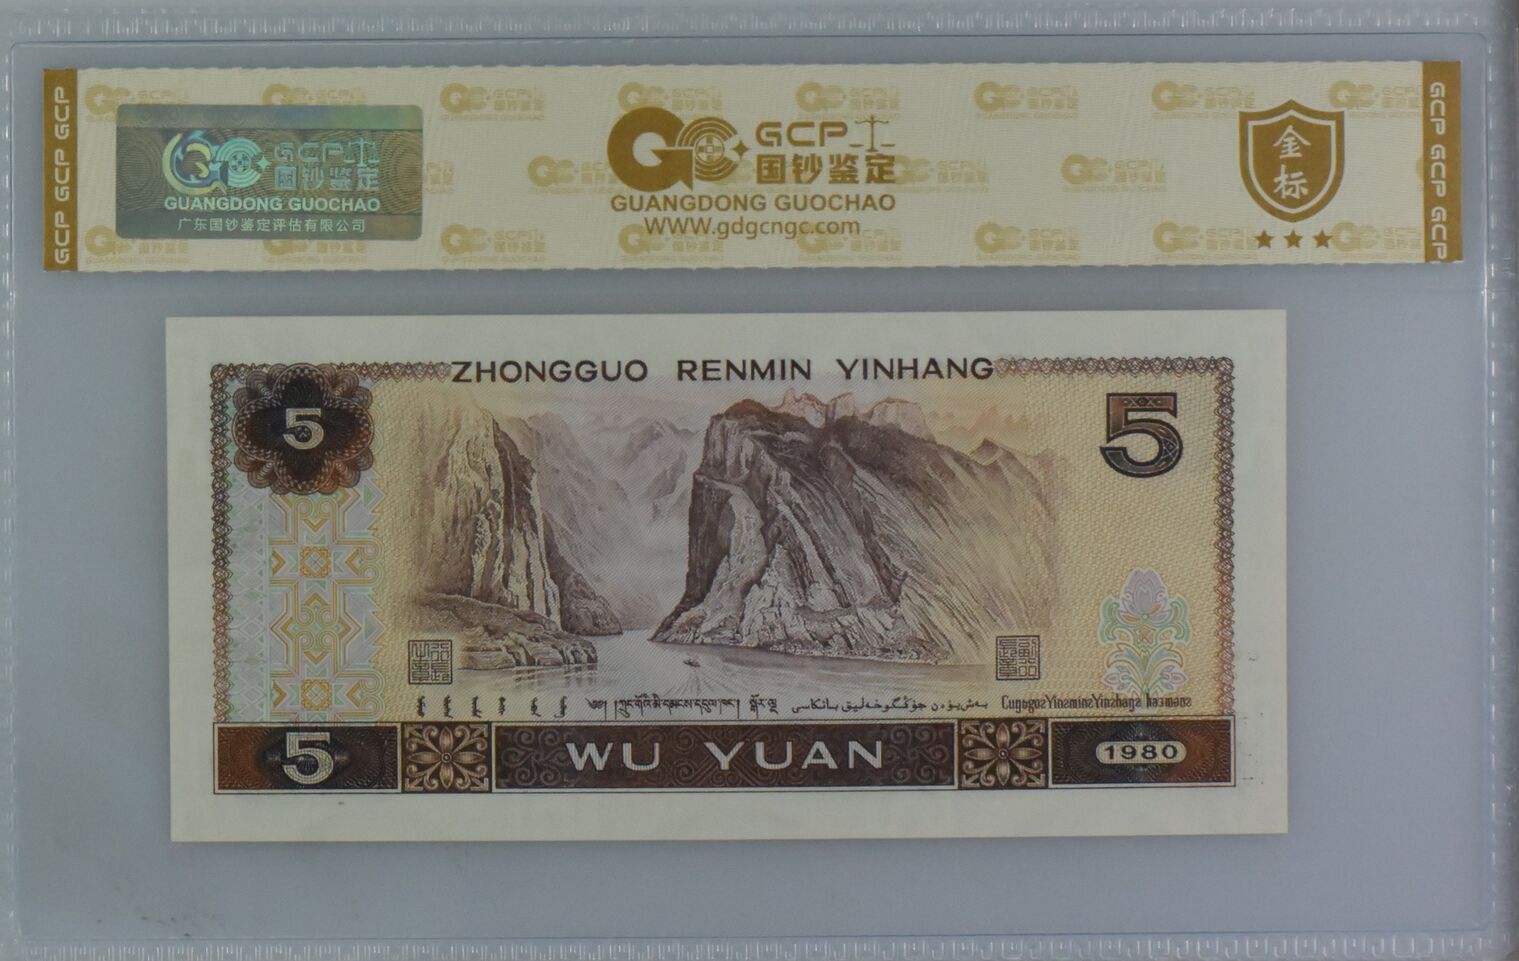 GCP GCP GCP GCP
GCP
国钞鉴定
GUANGDONG GUOCHAO
广东国钞鉴定评估有限公司
GCP
国钞鉴定
GUANGDONG GUOCHAO
WWW.gdgcngc.com
金
标
GCP GCP GCP GCP
ZHONGGUO RENMIN YINHANG
5
5
5
WU YUAN
1980